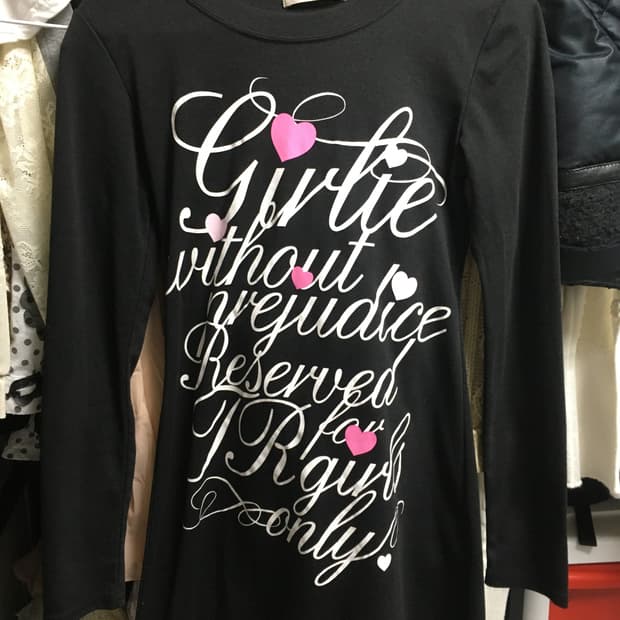 Girlie
without
prejudice
Reserved
for
TRgirls
only